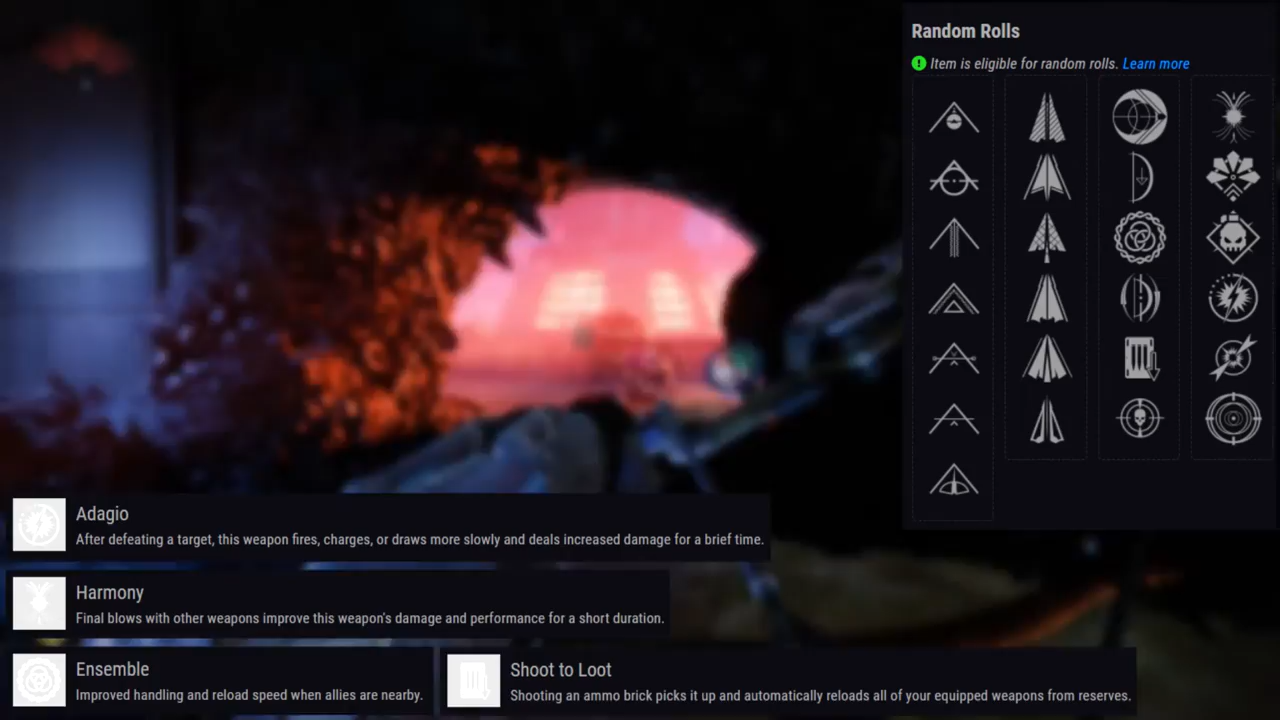 Random Rolls
Item is eligible for random rolls. Learn more
Adagio
After defeating a target, this weapon fires, charges, or draws more slowly and deals increased damage for a brief time.
Harmony
Final blows with other weapons improve this weapon's damage and performance for a short duration.
Ensemble
Improved handling and reload speed when allies are nearby.
Shoot to Loot
Shooting an ammo brick picks it up and automatically reloads all of your equipped weapons from reserves.